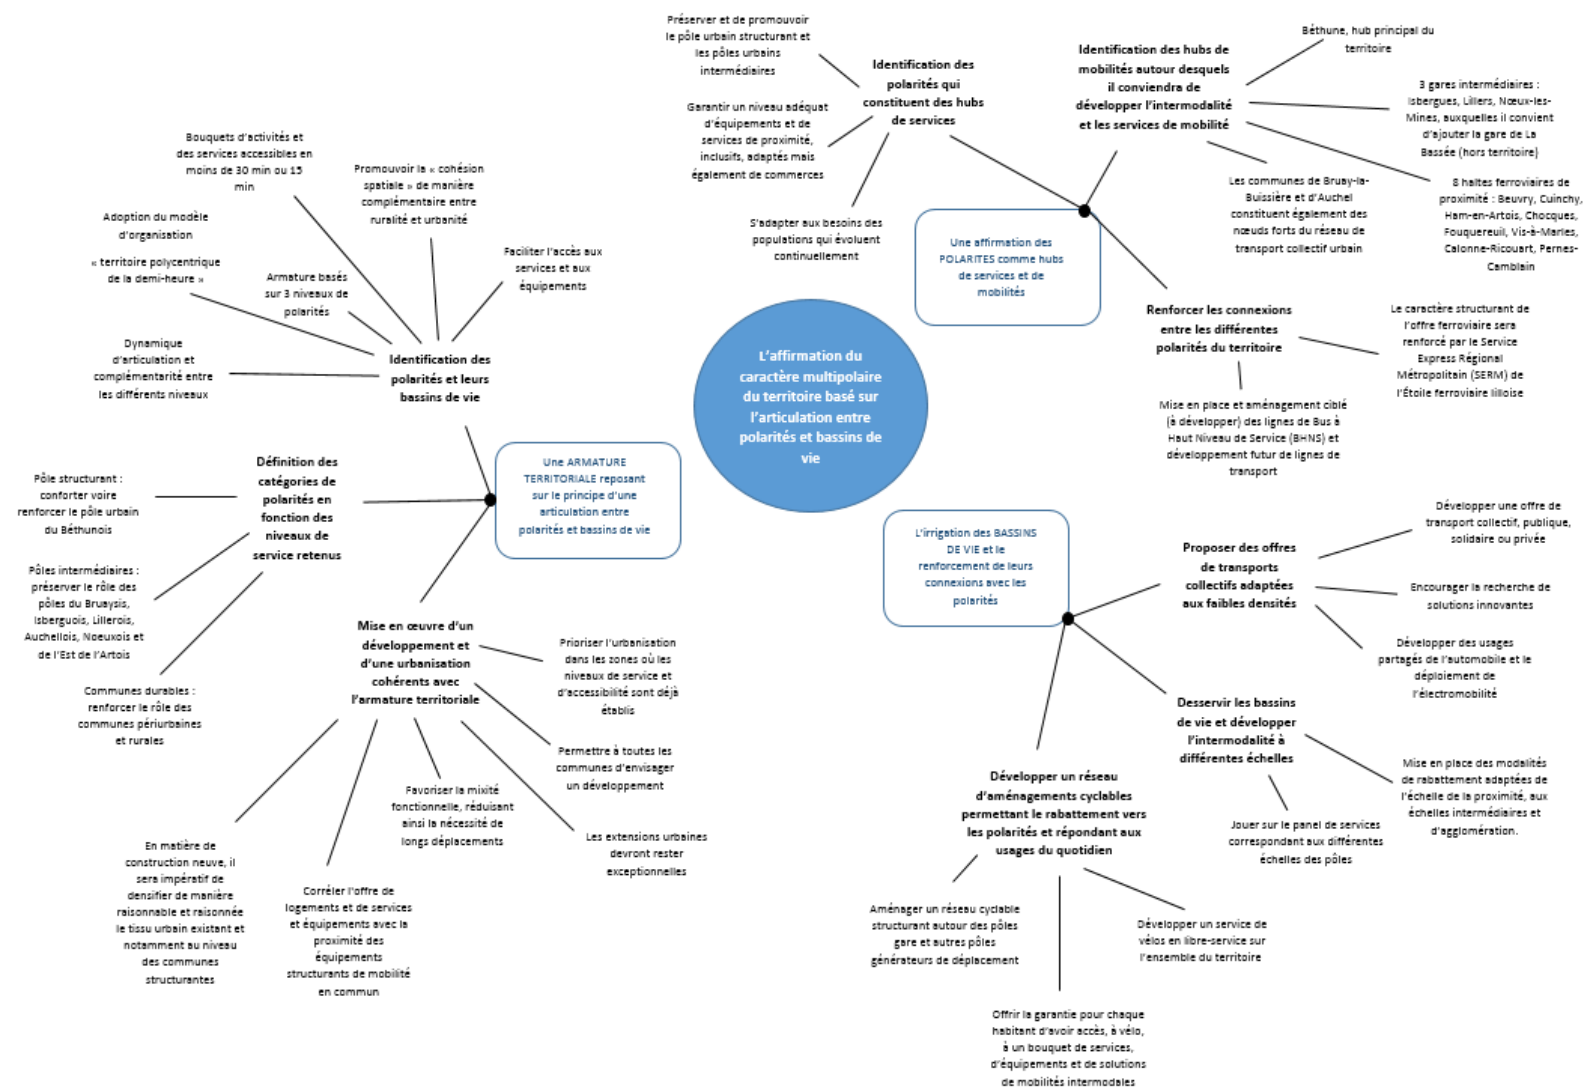 L'affirmation du
caractère multipolaire
du territoire basé sur
l'articulation entre
polarités et bassins de
vie
Une ARMATURE
TERRITORIALE reposant
sur le principe d'une
articulation entre
polarités et bassins de vie
Identification des
polarités et leurs
bassins de vie
Dynamique
d'articulation et
complémentarité entre
les différents niveaux
Adoption du modèle
d'organisation
« territoire polycentrique
de la demi-heure »
Armature basés
sur 3 niveaux de
polarités
Bouquets d'activités et
des services accessibles en
moins de 30 min ou 15
min
Promouvoir la « cohésion
spatiale » de manière
complémentaire entre
ruralité et urbanité
Faciliter l'accès aux
services et aux
équipements
Définition des
catégories de
polarités en
fonction des
niveaux de
service retenus
Pôle structurant :
conforter voire
renforcer le pôle urbain
du Béthunois
Pôles intermédiaires :
préserver le rôle des
pôles du Bruaysis,
Isberguois, Lillerois,
Auchellois, Noeuxois et
de l'Est de l'Artois
Communes durables :
renforcer le rôle des
communes périurbaines
et rurales
Mise en œuvre d'un
développement et
d'une urbanisation
cohérents avec
l'armature territoriale
Prioriser l'urbanisation
dans les zones où les
niveaux de service et
d'accessibilité sont déjà
établis
Permettre à toutes les
communes d'envisager
un développement
Les extensions urbaines
devront rester
exceptionnelles
Favoriser la mixité
fonctionnelle, réduisant
ainsi la nécessité de
longs déplacements
Corréler l'offre de
logements et de services
et équipements avec la
proximité des
équipements
structurants de mobilité
en commun
En matière de
construction neuve, il
sera impératif de
densifier de manière
raisonnable et raisonnée
le tissu urbain existant et
notamment au niveau
des communes
structurantes
Une affirmation des
POLARITES comme hubs
de services et de
mobilités
Identification des
polarités qui
constituent des hubs
de services
Préserver et de promouvoir
le pôle urbain structurant et
les pôles urbains
intermédiaires
Garantir un niveau adéquat
d'équipements et de
services de proximité,
inclusifs, adaptés mais
également de commerces
S'adapter aux besoins des
populations qui évoluent
continuellement
Identification des hubs de
mobilités autour desquels
il conviendra de
développer l'intermodalité
et les services de mobilité
Béthune, hub principal du
territoire
3 gares intermédiaires :
Isbergues, Lillers, Nœux-les-
Mines, auxquelles il convient
d'ajouter la gare de La
Bassée (hors territoire)
8 haltes ferroviaires de
proximité : Beuvry, Cuinchy,
Ham-en-Artois, Chocques,
Fouquereuil, Vis-à-Marles,
Calonne-Ricouart, Pernes-
Camblain
Les communes de Bruay-la-
Buissière et d'Auchel
constituent également des
nœuds forts du réseau de
transport collectif urbain
Renforcer les connexions
entre les différentes
polarités du territoire
Le caractère structurant de
l'offre ferroviaire sera
renforcé par le Service
Express Régional
Métropolitain (SERM) de
l'Étoile ferroviaire lilloise
Mise en place et aménagement ciblé
(à développer) des lignes de Bus à
Haut Niveau de Service (BHNS) et
développement futur de lignes de
transport
L'irrigation des BASSINS
DE VIE et le
renforcement de leurs
connexions avec les
polarités
Proposer des offres
de transports
collectifs adaptées
aux faibles densités
Développer une offre de
transport collectif, publique,
solidaire ou privée
Encourager la recherche de
solutions innovantes
Développer des usages
partagés de l'automobile et le
déploiement de
l'électromobilité
Desservir les bassins
de vie et développer
l'intermodalité à
différentes échelles
Mise en place des modalités
de rabattement adaptées de
l'échelle de la proximité, aux
échelles intermédiaires et
d'agglomération.
Jouer sur le panel de services
correspondant aux différentes
échelles des pôles
Développer un réseau
d'aménagements cyclables
permettant le rabattement vers
les polarités et répondant aux
usages du quotidien
Aménager un réseau cyclable
structurant autour des pôles
gare et autres pôles
générateurs de déplacement
Offrir la garantie pour chaque
habitant d'avoir accès, à vélo,
à un bouquet de services,
d'équipements et de solutions
de mobilités intermodales
Développer un service de
vélos en libre-service sur
l'ensemble du territoire